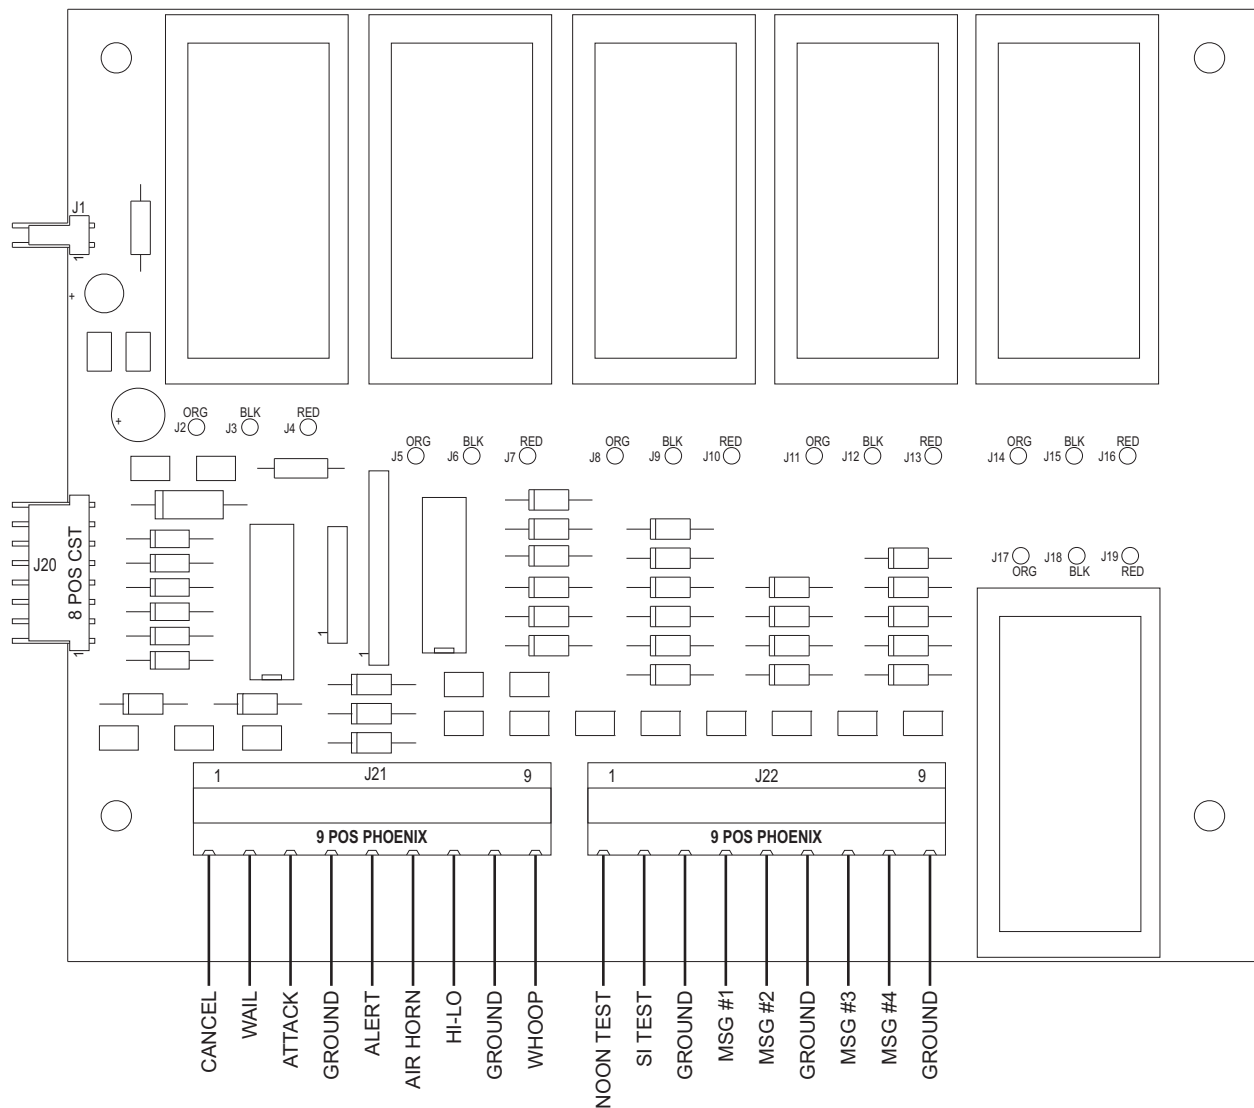 J1
1
+
+
ORG BLK RED
J2 J3 J4
ORG BLK RED ORG BLK RED ORG BLK RED ORG BLK RED
J5 J6 J7 J8 J9 J10 J11 J12 J13 J14 J15 J16
J20
8 POS CST
1
1
1
J17 J18 J19
ORG BLK RED
1 J21 9
9 POS PHOENIX
1 J22 9
9 POS PHOENIX
CANCEL
WAIL
ATTACK
GROUND
ALERT
AIR HORN
HI-LO
GROUND
WHOOP
NOON TEST
SI TEST
GROUND
MSG #1
MSG #2
GROUND
MSG #3
MSG #4
GROUND